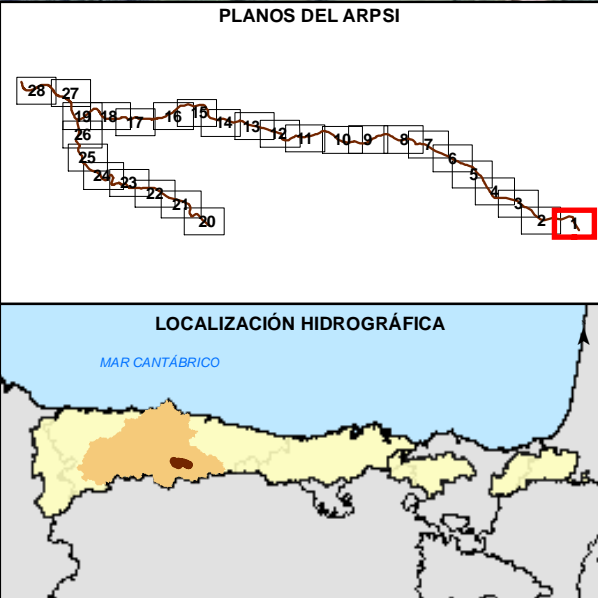 PLANOS DEL ARPSI
28 27
19 18 17 16 15 14 13 12 11 10 9 8 7
26 6
25 5
24 23 22 4
21 3
20 2 1
LOCALIZACIÓN HIDROGRÁFICA
MAR CANTÁBRICO